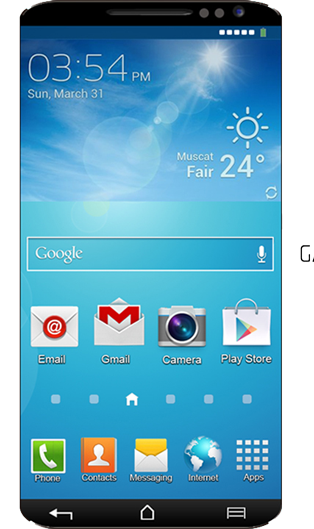 03:54 PM
Sun, March 31
Muscat
Fair 24°
Google
Email Gmail Camera Play Store
Phone Contacts Messaging Internet Apps
GA